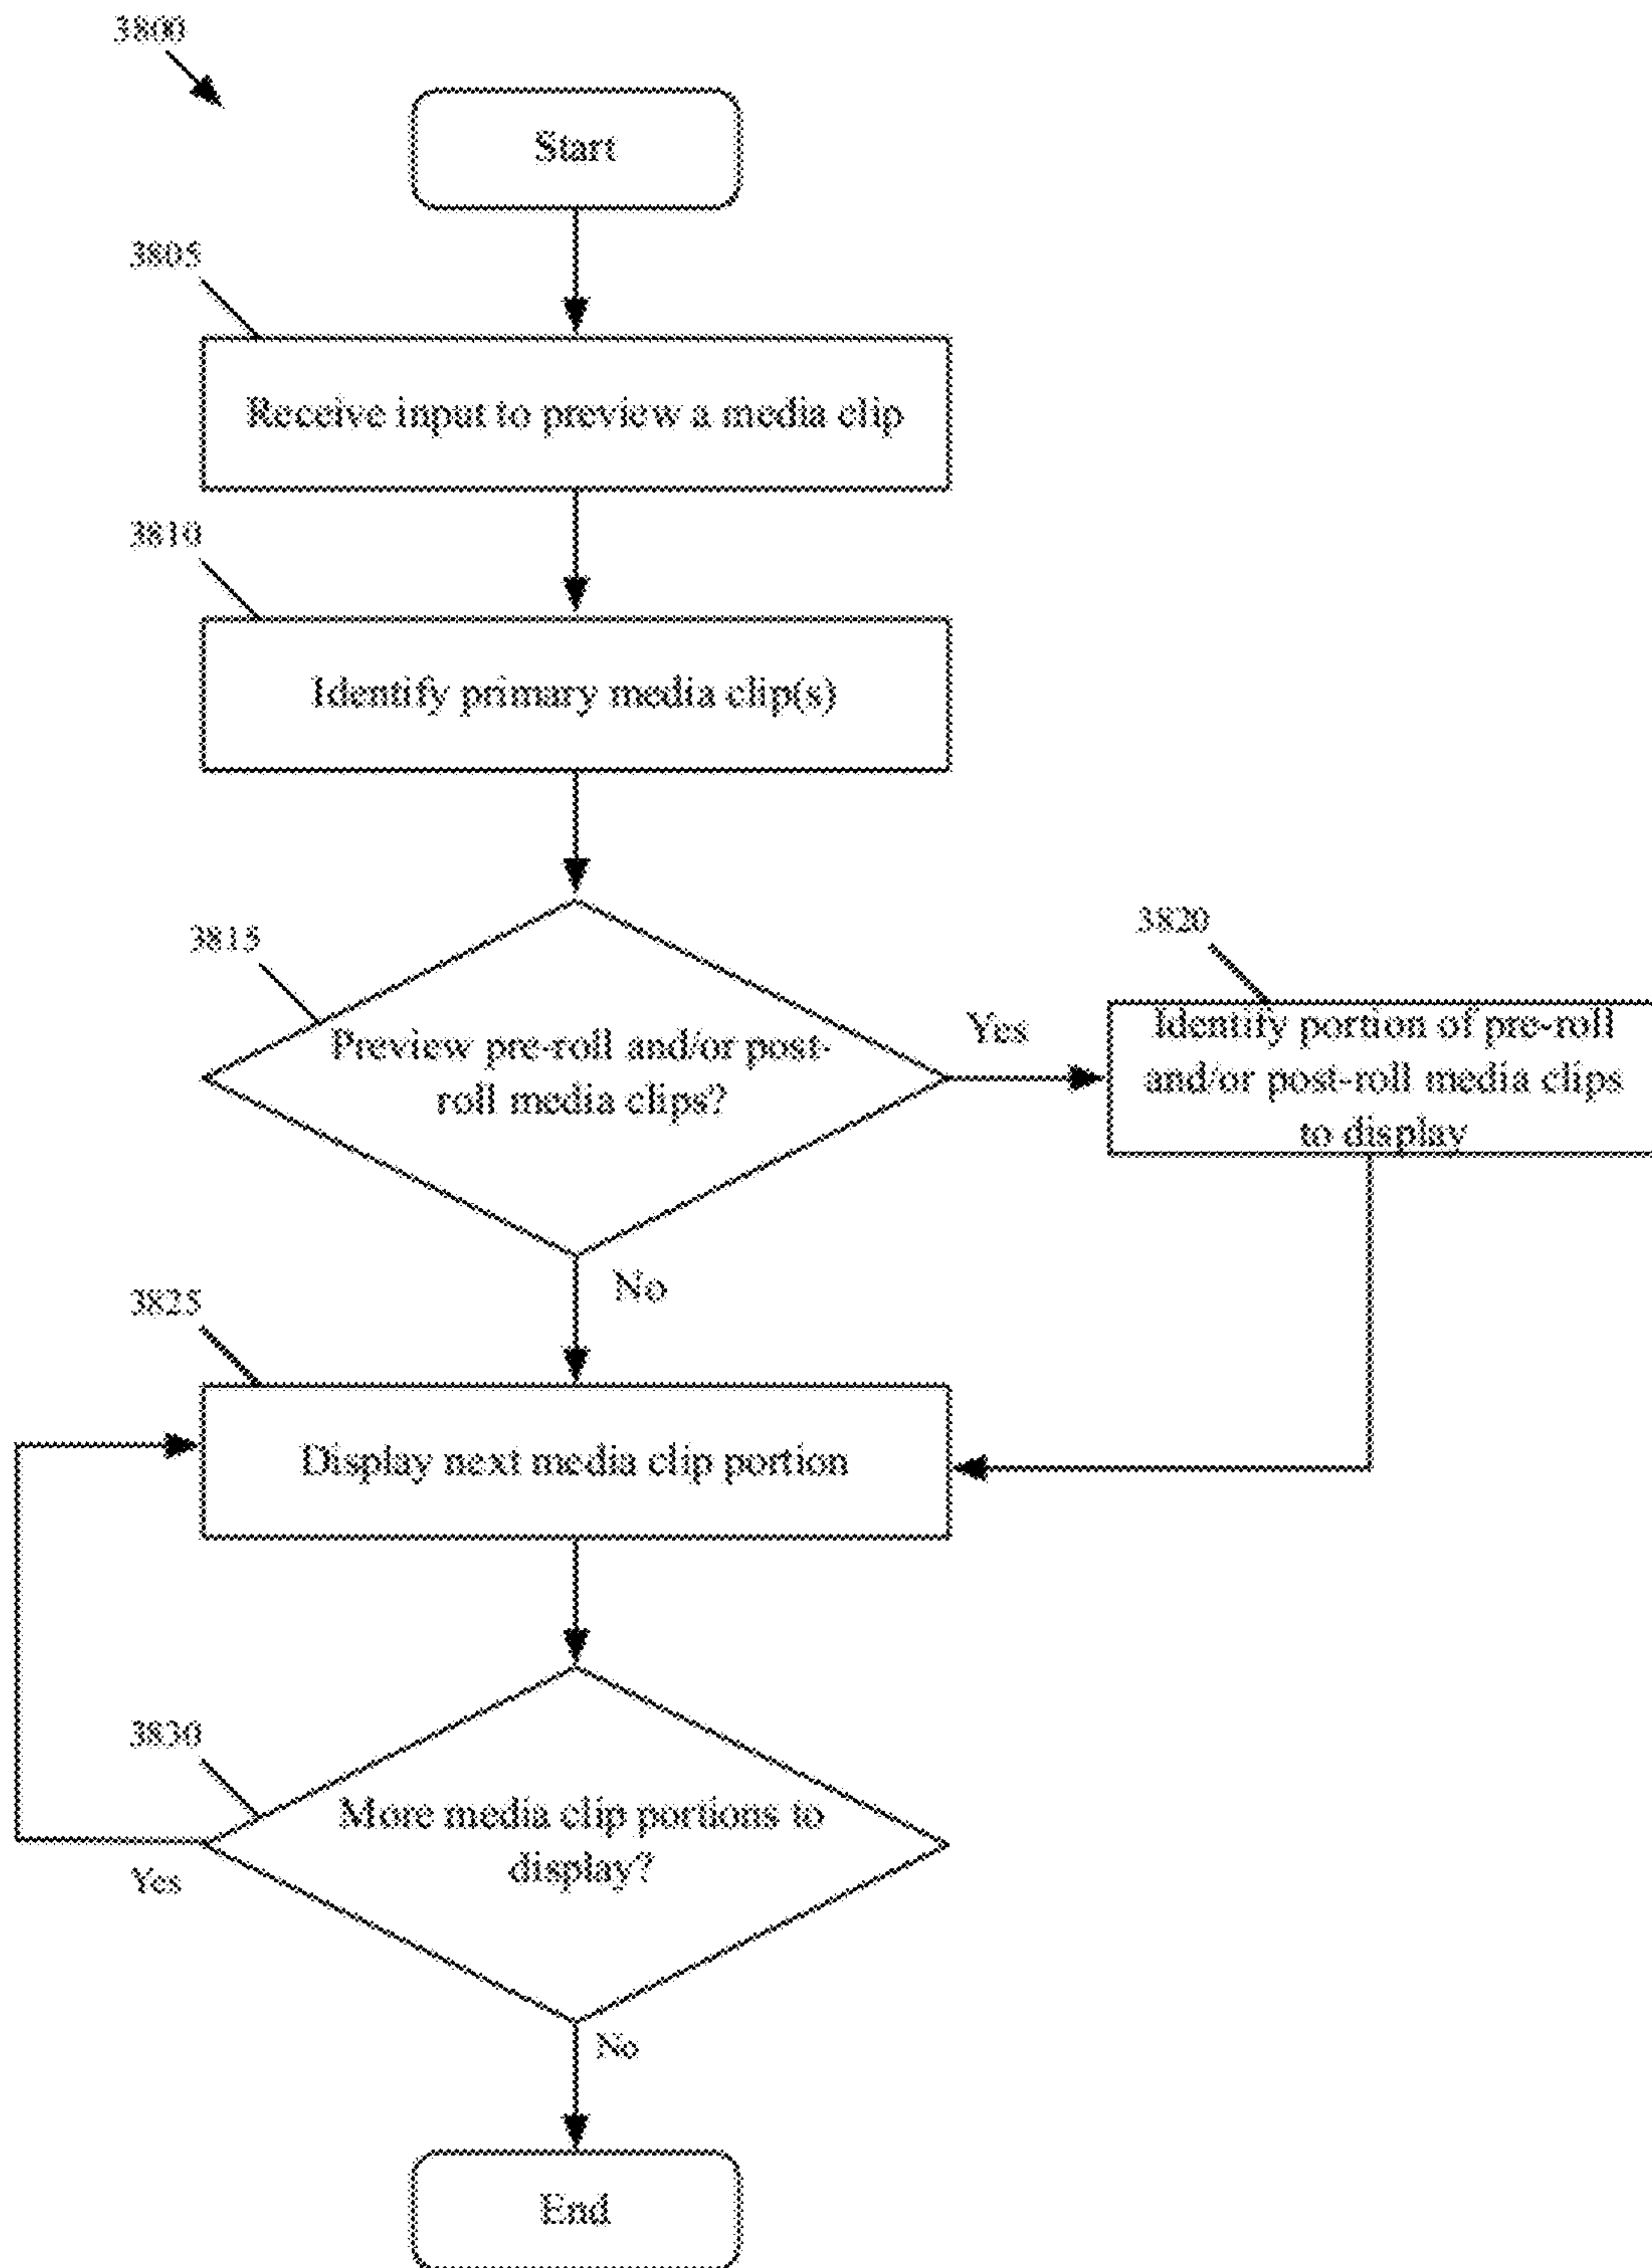 3800
Start
3805
Receive input to preview a media clip
3810
Identify primary media clip(s)
3815
Preview pre-roll and/or post-
roll media clips?
Yes
3820
Identify portion of pre-roll
and/or post-roll media clips
to display
No
3825
Display next media clip portion
3830
More media clip portions to
display?
Yes
No
End